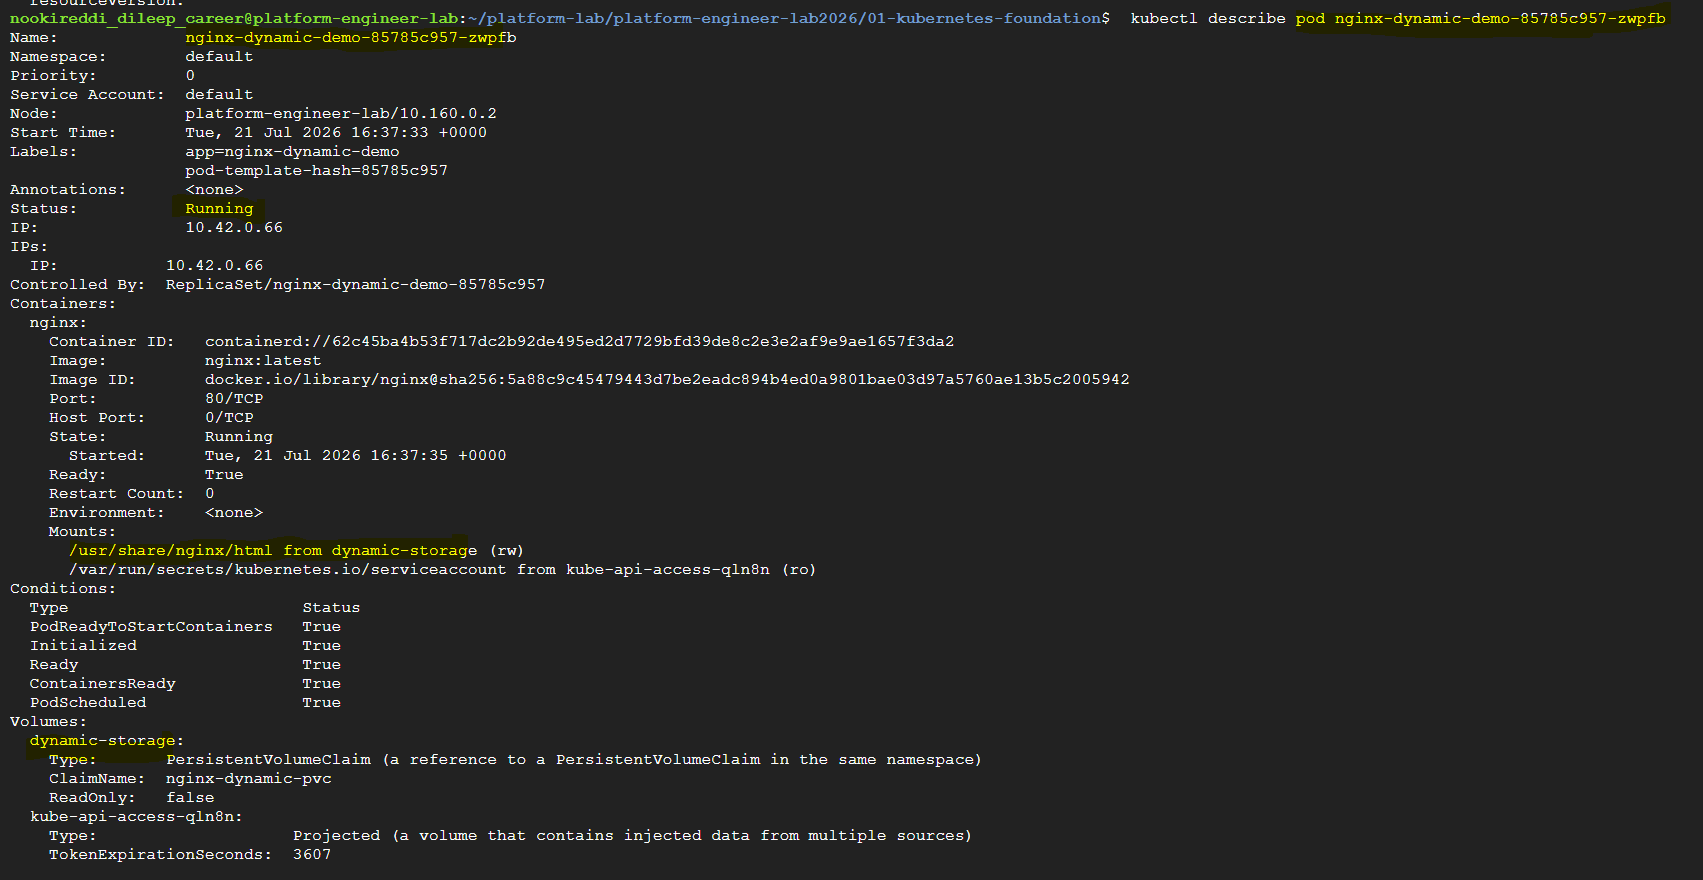 resourceVersion:
nookireddi_dileep_career@platform-engineer-lab:~/platform-lab/platform-engineer-lab2026/01-kubernetes-foundation$  kubectl describe pod nginx-dynamic-demo-85785c957-zwpfb
Name:             nginx-dynamic-demo-85785c957-zwpfb
Namespace:        default
Priority:         0
Service Account:  default
Node:             platform-engineer-lab/10.160.0.2
Start Time:       Tue, 21 Jul 2026 16:37:33 +0000
Labels:           app=nginx-dynamic-demo
                  pod-template-hash=85785c957
Annotations:      <none>
Status:           Running
IP:               10.42.0.66
IPs:
  IP:           10.42.0.66
Controlled By:  ReplicaSet/nginx-dynamic-demo-85785c957
Containers:
  nginx:
    Container ID:   containerd://62c45ba4b53f717dc2b92de495ed2d7729bfd39de8c2e3e2af9e9ae1657f3da2
    Image:          nginx:latest
    Image ID:       docker.io/library/nginx@sha256:5a88c9c45479443d7be2eadc894b4ed0a9801bae03d97a5760ae13b5c2005942
    Port:           80/TCP
    Host Port:      0/TCP
    State:          Running
      Started:      Tue, 21 Jul 2026 16:37:35 +0000
    Ready:          True
    Restart Count:  0
    Environment:    <none>
    Mounts:
      /usr/share/nginx/html from dynamic-storage (rw)
      /var/run/secrets/kubernetes.io/serviceaccount from kube-api-access-qln8n (ro)
Conditions:
  Type                        Status
  PodReadyToStartContainers   True
  Initialized                 True
  Ready                       True
  ContainersReady             True
  PodScheduled                True
Volumes:
  dynamic-storage:
    Type:       PersistentVolumeClaim (a reference to a PersistentVolumeClaim in the same namespace)
    ClaimName:  nginx-dynamic-pvc
    ReadOnly:   false
  kube-api-access-qln8n:
    Type:                    Projected (a volume that contains injected data from multiple sources)
    TokenExpirationSeconds:  3607